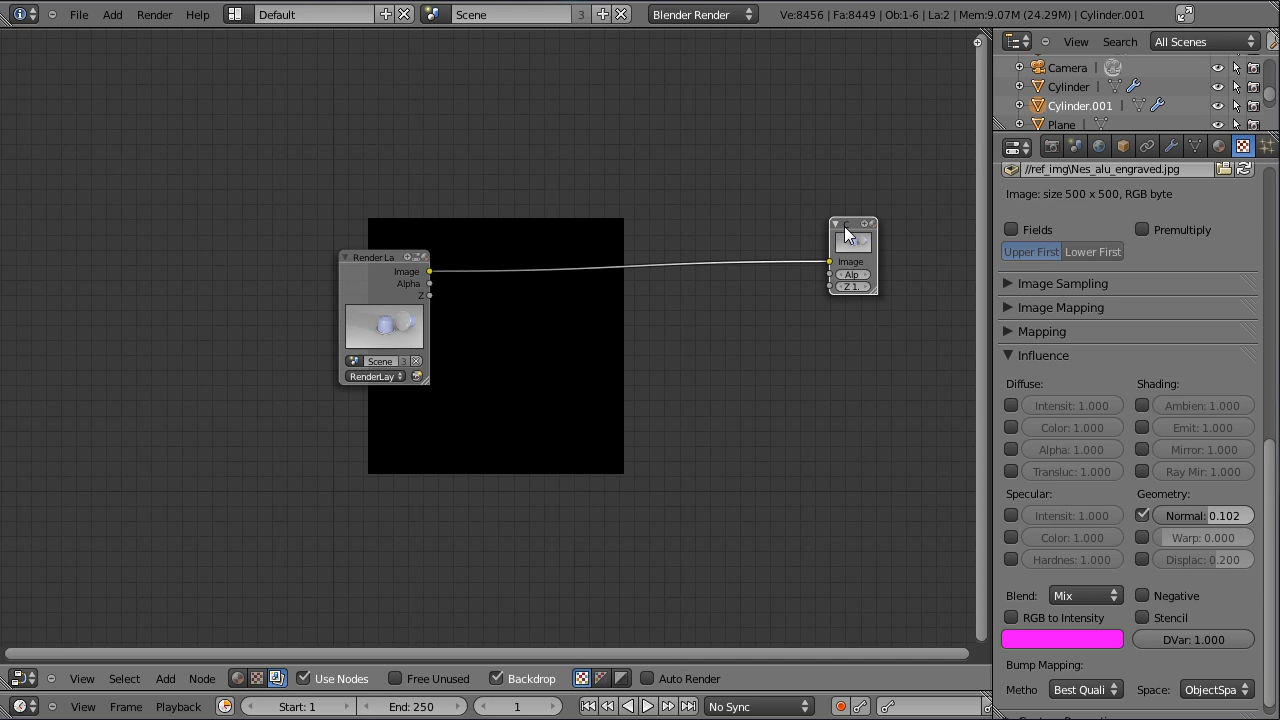 File Add Render Help Default Scene 3 Blender Render Ve:8456 | Fa:8449 | Ob:1-6 | La:2 | Mem:9.07M (24.29M) | Cylinder.001
View Search All Scenes
Camera |
Cylinder |
Cylinder.001 |
Plane |
//ref_img\Nes_alu_engraved.jpg
Image: size 500 x 500, RGB byte
Fields Premultiply
Upper First Lower First
Image Sampling
Image Mapping
Mapping
Influence
Diffuse: Shading:
Intensit: 1.000 Ambien: 1.000
Color: 1.000 Emit: 1.000
Alpha: 1.000 Mirror: 1.000
Transluc: 1.000 Ray Mir: 1.000
Specular: Geometry:
Intensit: 1.000 Normal: 0.102
Color: 1.000 Warp: 0.000
Hardnes: 1.000 Displac: 0.200
Blend: Mix Negative
RGB to Intensity Stencil
DVar: 1.000
Bump Mapping:
Metho Best Quali Space: ObjectSpa
Render La
Image
Alpha
Z
Scene 3
RenderLay
C
Image
Alp
Z 1.
View Select Add Node Use Nodes Free Unused Backdrop Auto Render
View Frame Playback Start: 1 End: 250 1 No Sync